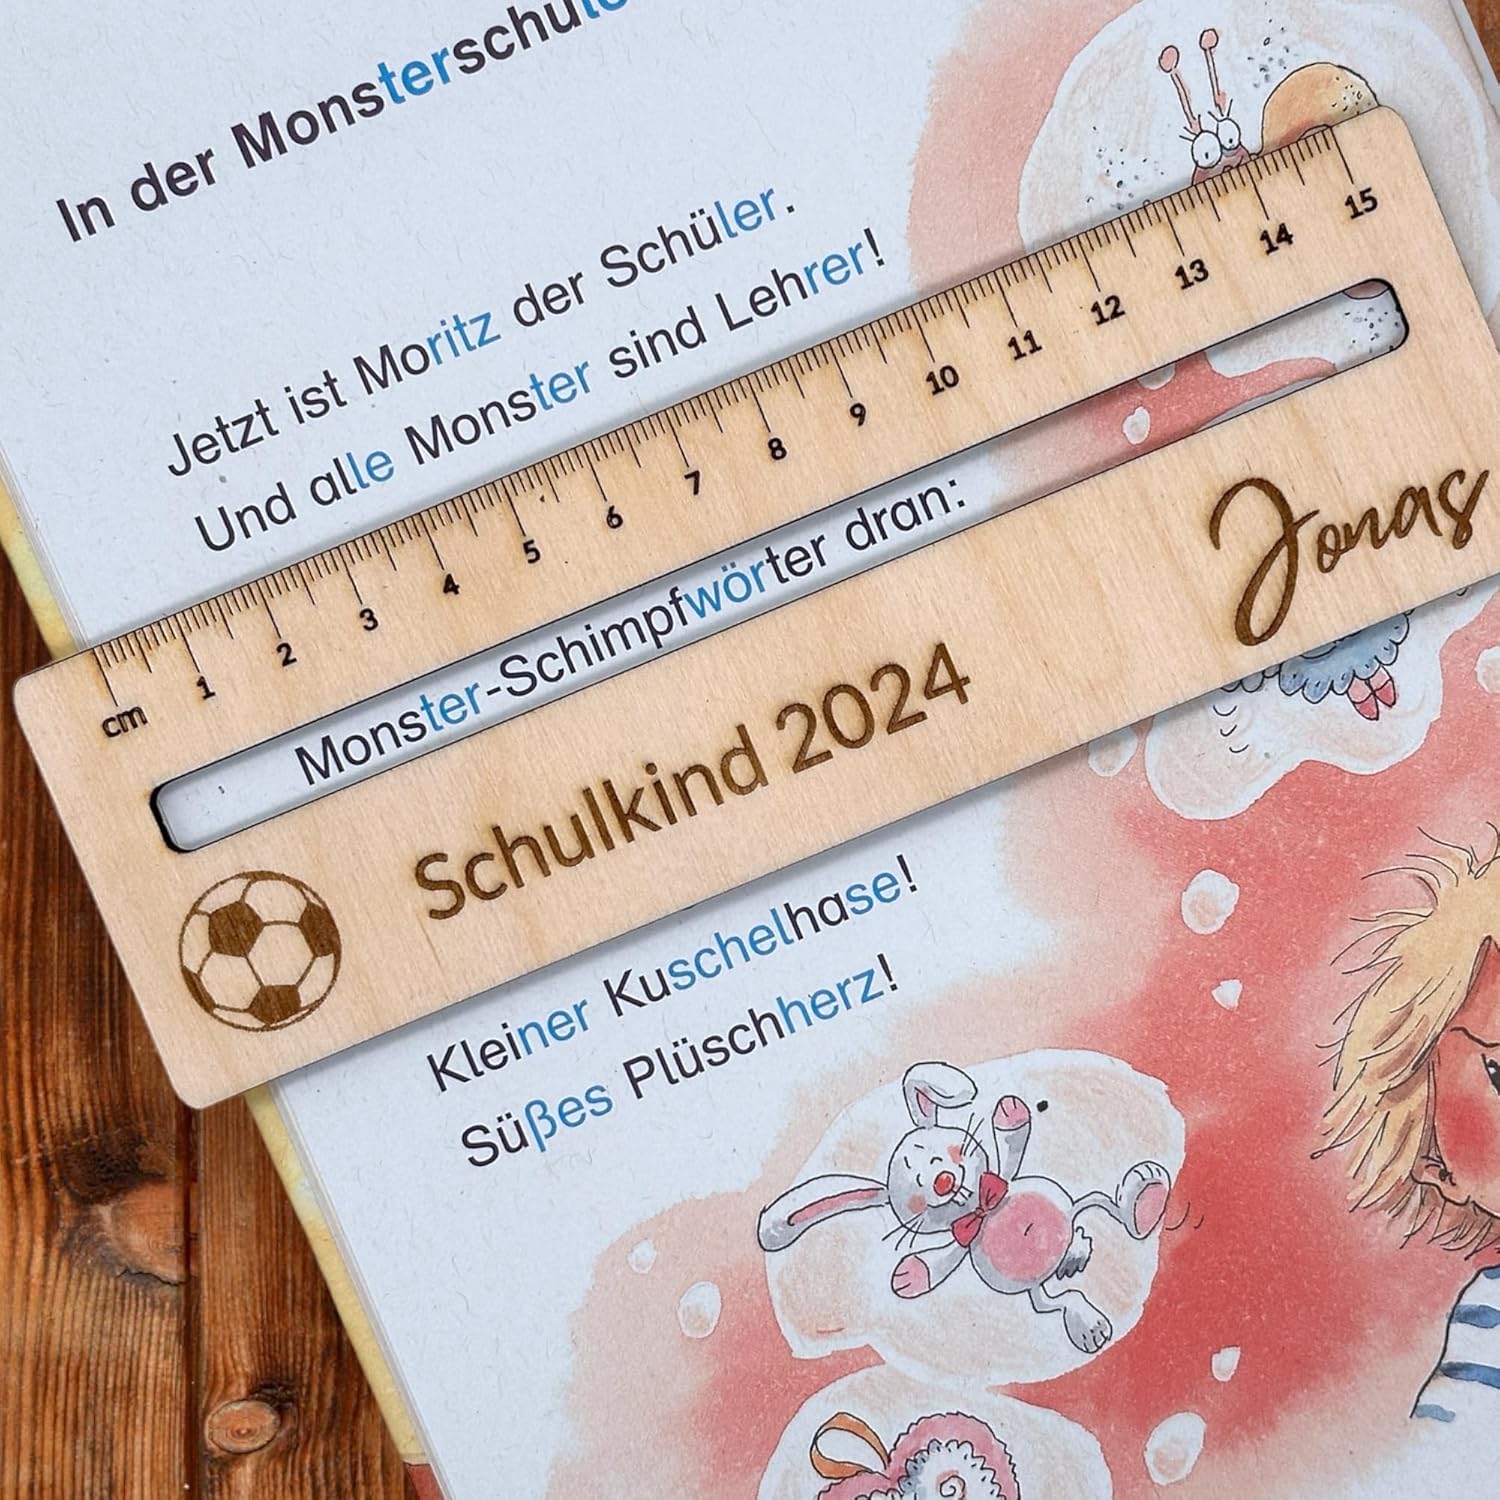 In der Monsterschule
Jetzt ist Moritz der Schüler.
Und alle Monster sind Lehrer!
cm 1 2 3 4 5 6 7 8 9 10 11 12 13 14 15
Monster-Schimpfwörter dran:
Schulkind 2024
Jonas
Kleiner Kuschelhase!
Süßes Plüschherz!